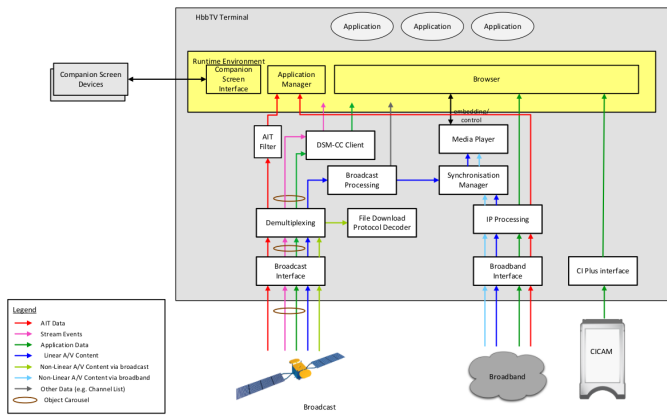 HbbTV Terminal
Application
Application
Application
Runtime Environment
Companion Screen
Devices
Companion
Screen
Interface
Application
Manager
Browser
embedding/
control
AIT
Filter
DSM-CC Client
Media Player
Broadcast
Processing
Synchronisation
Manager
Demultiplexing
File Download
Protocol Decoder
IP Processing
Broadcast
Interface
Broadband
Interface
CI Plus interface
Legend
AIT Data
Stream Events
Application Data
Linear A/V Content
Non-Linear A/V Content via broadcast
Non-Linear A/V Content via broadband
Other Data (e.g. Channel List)
Object Carousel
Broadcast
Broadband
CICAM